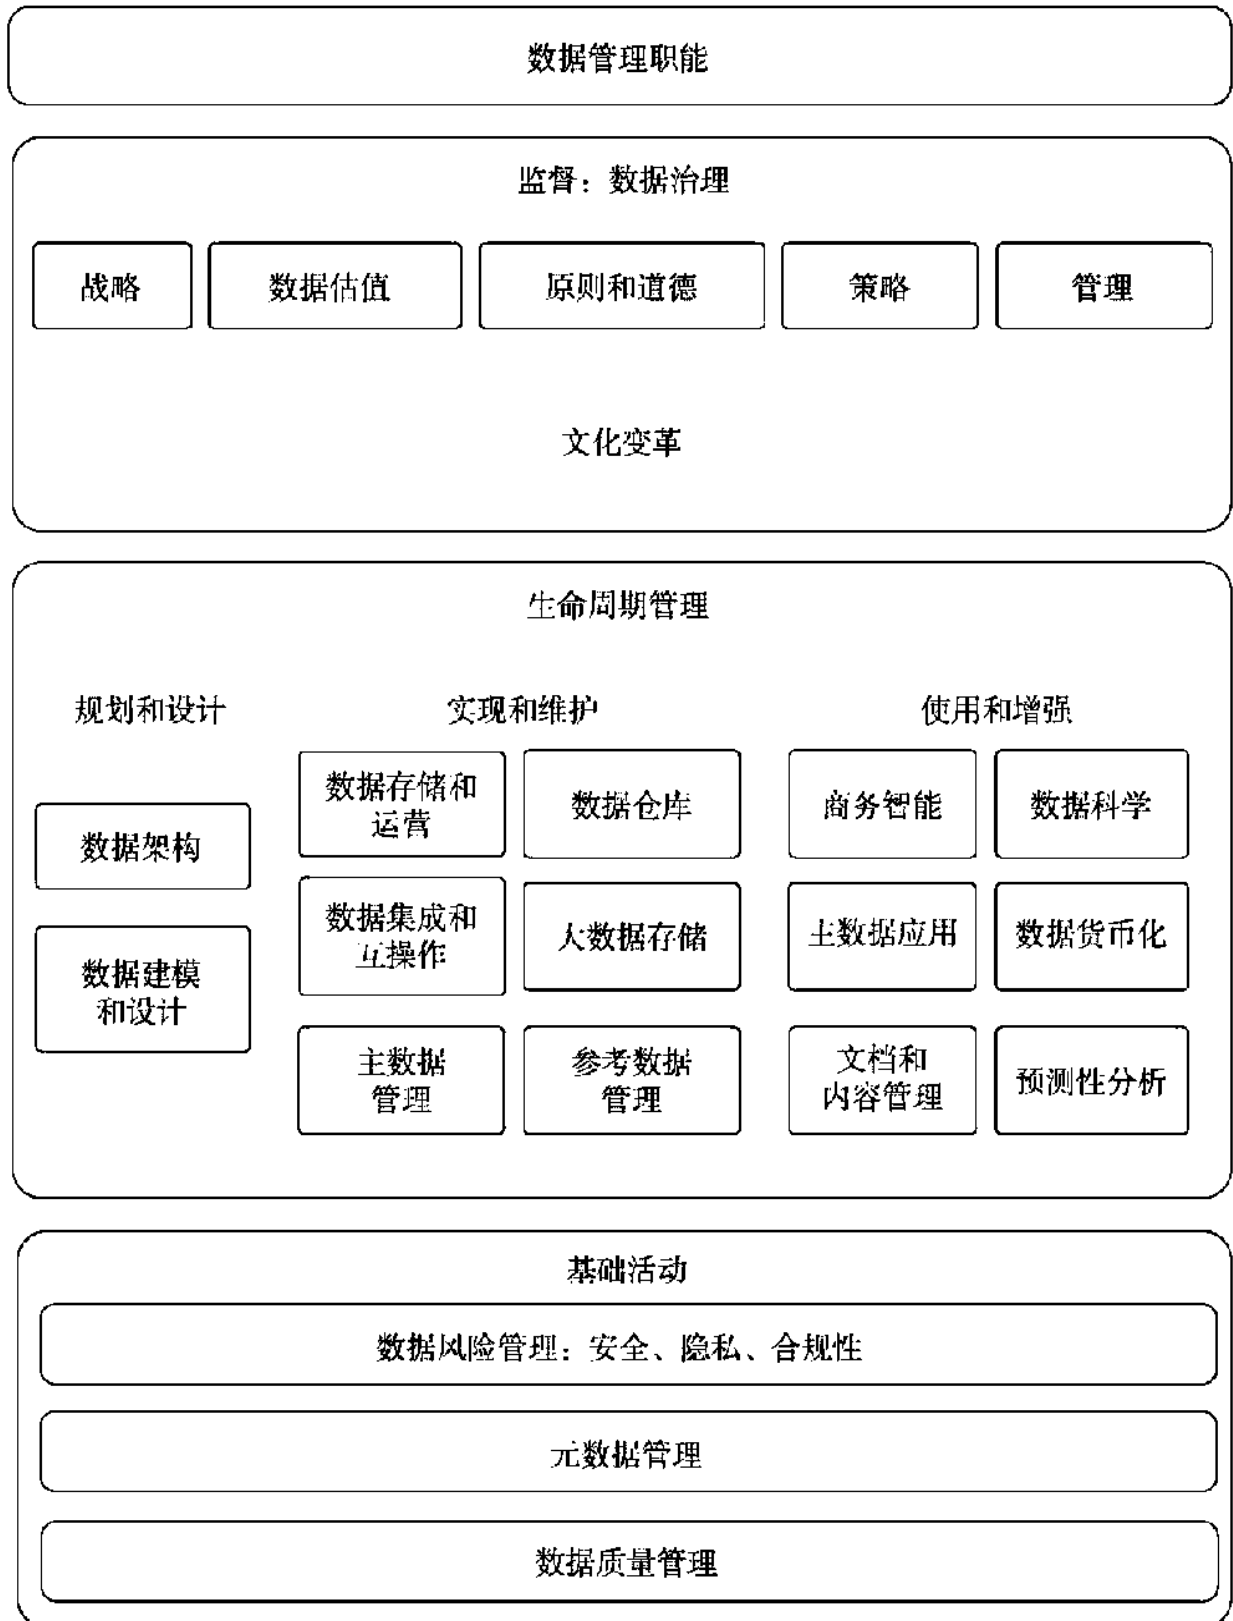 数据管理职能
监督：数据治理
战略
数据估值
原则和道德
策略
管理
文化变革
生命周期管理
规划和设计
数据架构
数据建模
和设计
实现和维护
数据存储和
运营
数据仓库
数据集成和
互操作
大数据存储
主数据
管理
参考数据
管理
使用和增强
商务智能
数据科学
主数据应用
数据货币化
文档和
内容管理
预测性分析
基础活动
数据风险管理：安全、隐私、合规性
元数据管理
数据质量管理